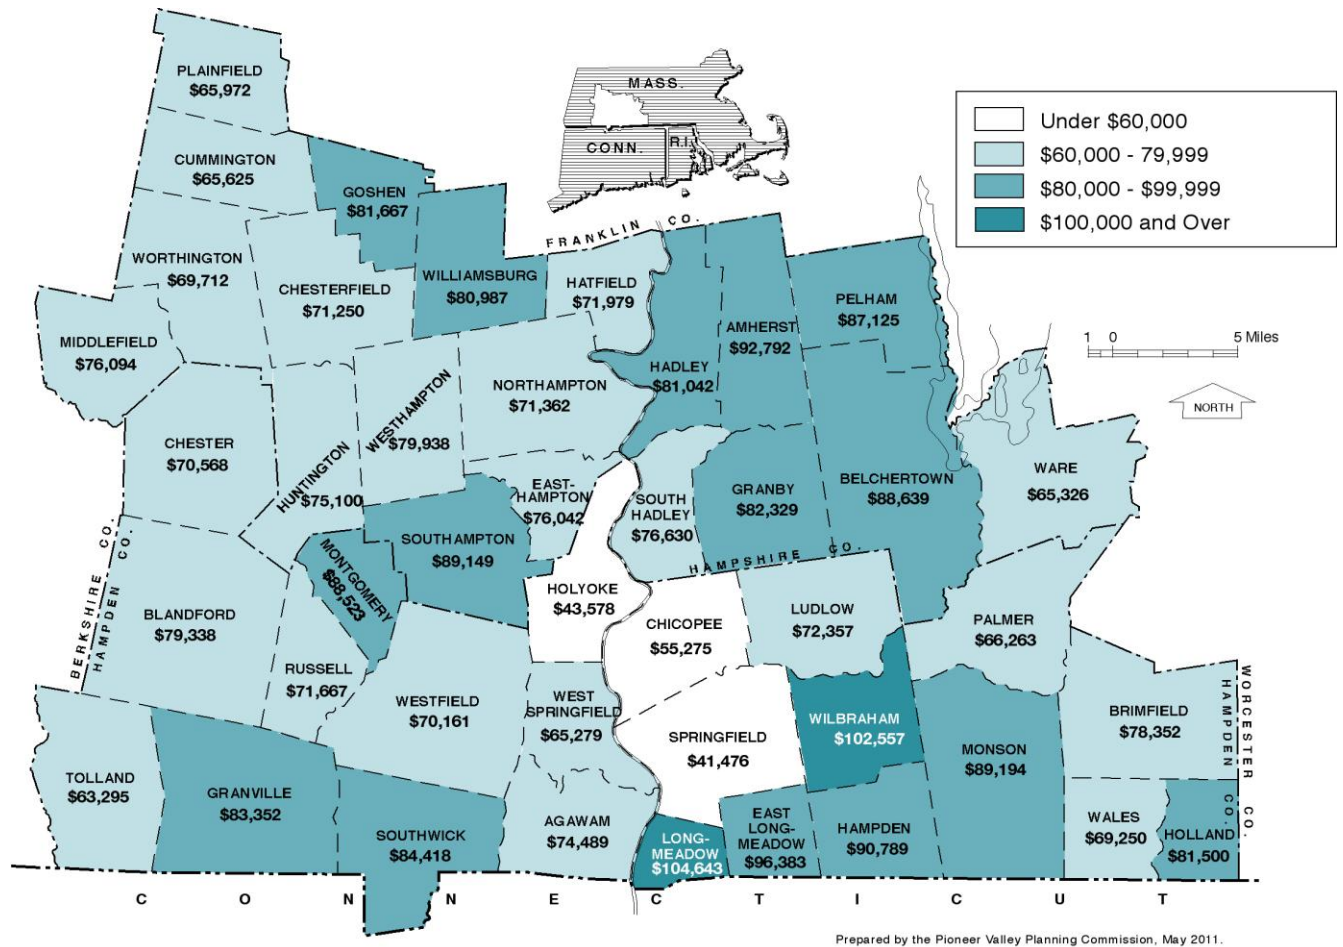 PLAINFIELD
$65,972
CUMMINGTON
$65,625
GOSHEN
$81,667
WORTHINGTON
$69,712
CHESTERFIELD
$71,250
WILLIAMSBURG
$80,987
MIDDLEFIELD
$76,094
MASS.
CONN.
R.I.
FRANKLIN CO.
Under $60,000
$60,000 - 79,999
$80,000 - $99,999
$100,000 and Over
HATFIELD
$71,979
PELHAM
$87,125
AMHERST
$92,792
HADLEY
$81,042
1 0 5 Miles
NORTH
NORTHAMPTON
$71,362
WESTHAMPTON
$79,938
CHESTER
$70,568
HUNTINGTON
$75,100
EAST-
HAMPTON
$76,042
SOUTH
HADLEY
$76,630
GRANBY
$82,329
BELCHERTOWN
$88,639
WARE
$65,326
BERKSHIRE CO.
HAMPDEN CO.
MONTGOMERY
$88,523
SOUTHAMPTON
$89,149
HAMPSHIRE CO.
HOLYOKE
$43,578
BLANDFORD
$79,338
CHICOPEE
$55,275
LUDLOW
$72,357
PALMER
$66,263
RUSSELL
$71,667
WESTFIELD
$70,161
WEST
SPRINGFIELD
$65,279
SPRINGFIELD
$41,476
WILBRAHAM
$102,557
MONSON
$89,194
BRIMFIELD
$78,352
HAMPDEN CO.
WORCESTER CO.
TOLLAND
$63,295
GRANVILLE
$83,352
SOUTHWICK
$84,418
AGAWAM
$74,489
LONG-
MEADOW
$104,643
EAST
LONG-
MEADOW
$96,383
HAMPDEN
$90,789
WALES
$69,250
HOLLAND
$81,500
CONNECTICUT
Prepared by the Pioneer Valley Planning Commission, May 2011.